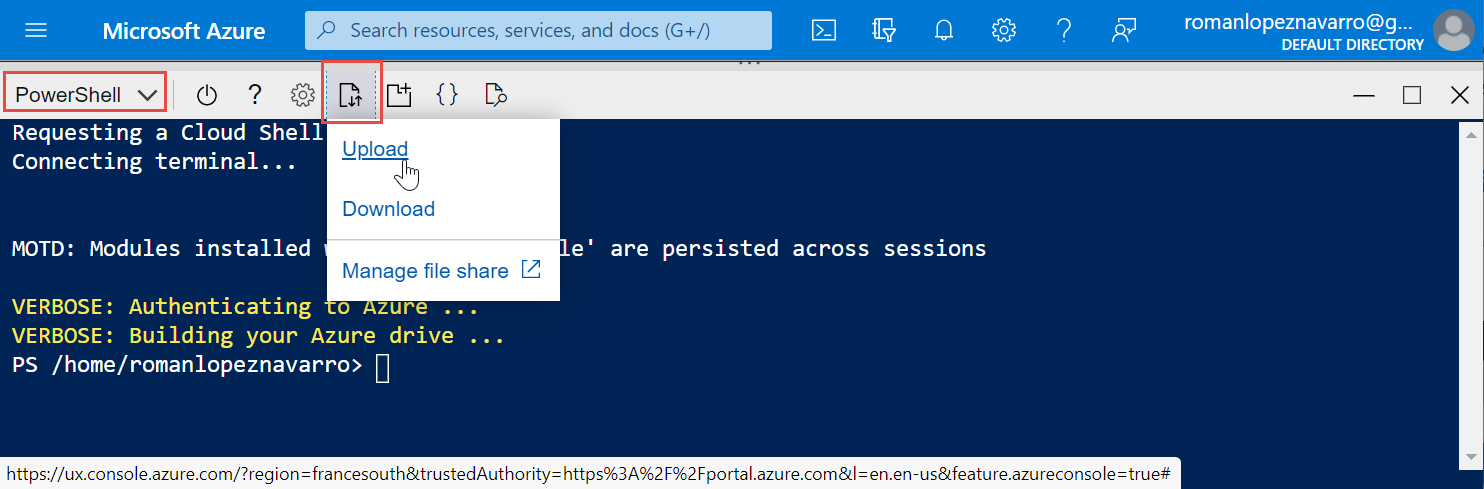 Microsoft Azure
Search resources, services, and docs (G+/)
romanlopeznavarro@g...
DEFAULT DIRECTORY
PowerShell
Requesting a Cloud Shell
Connecting terminal...
Upload
Download
Manage file share
MOTD: Modules installed le' are persisted across sessions
VERBOSE: Authenticating to Azure ...
VERBOSE: Building your Azure drive ...
PS /home/romanlopeznavarro>
https://ux.console.azure.com/?region=francesouth&trustedAuthority=https%3A%2F%2Fportal.azure.com&l=en.en-us&feature.azureconsole=true#